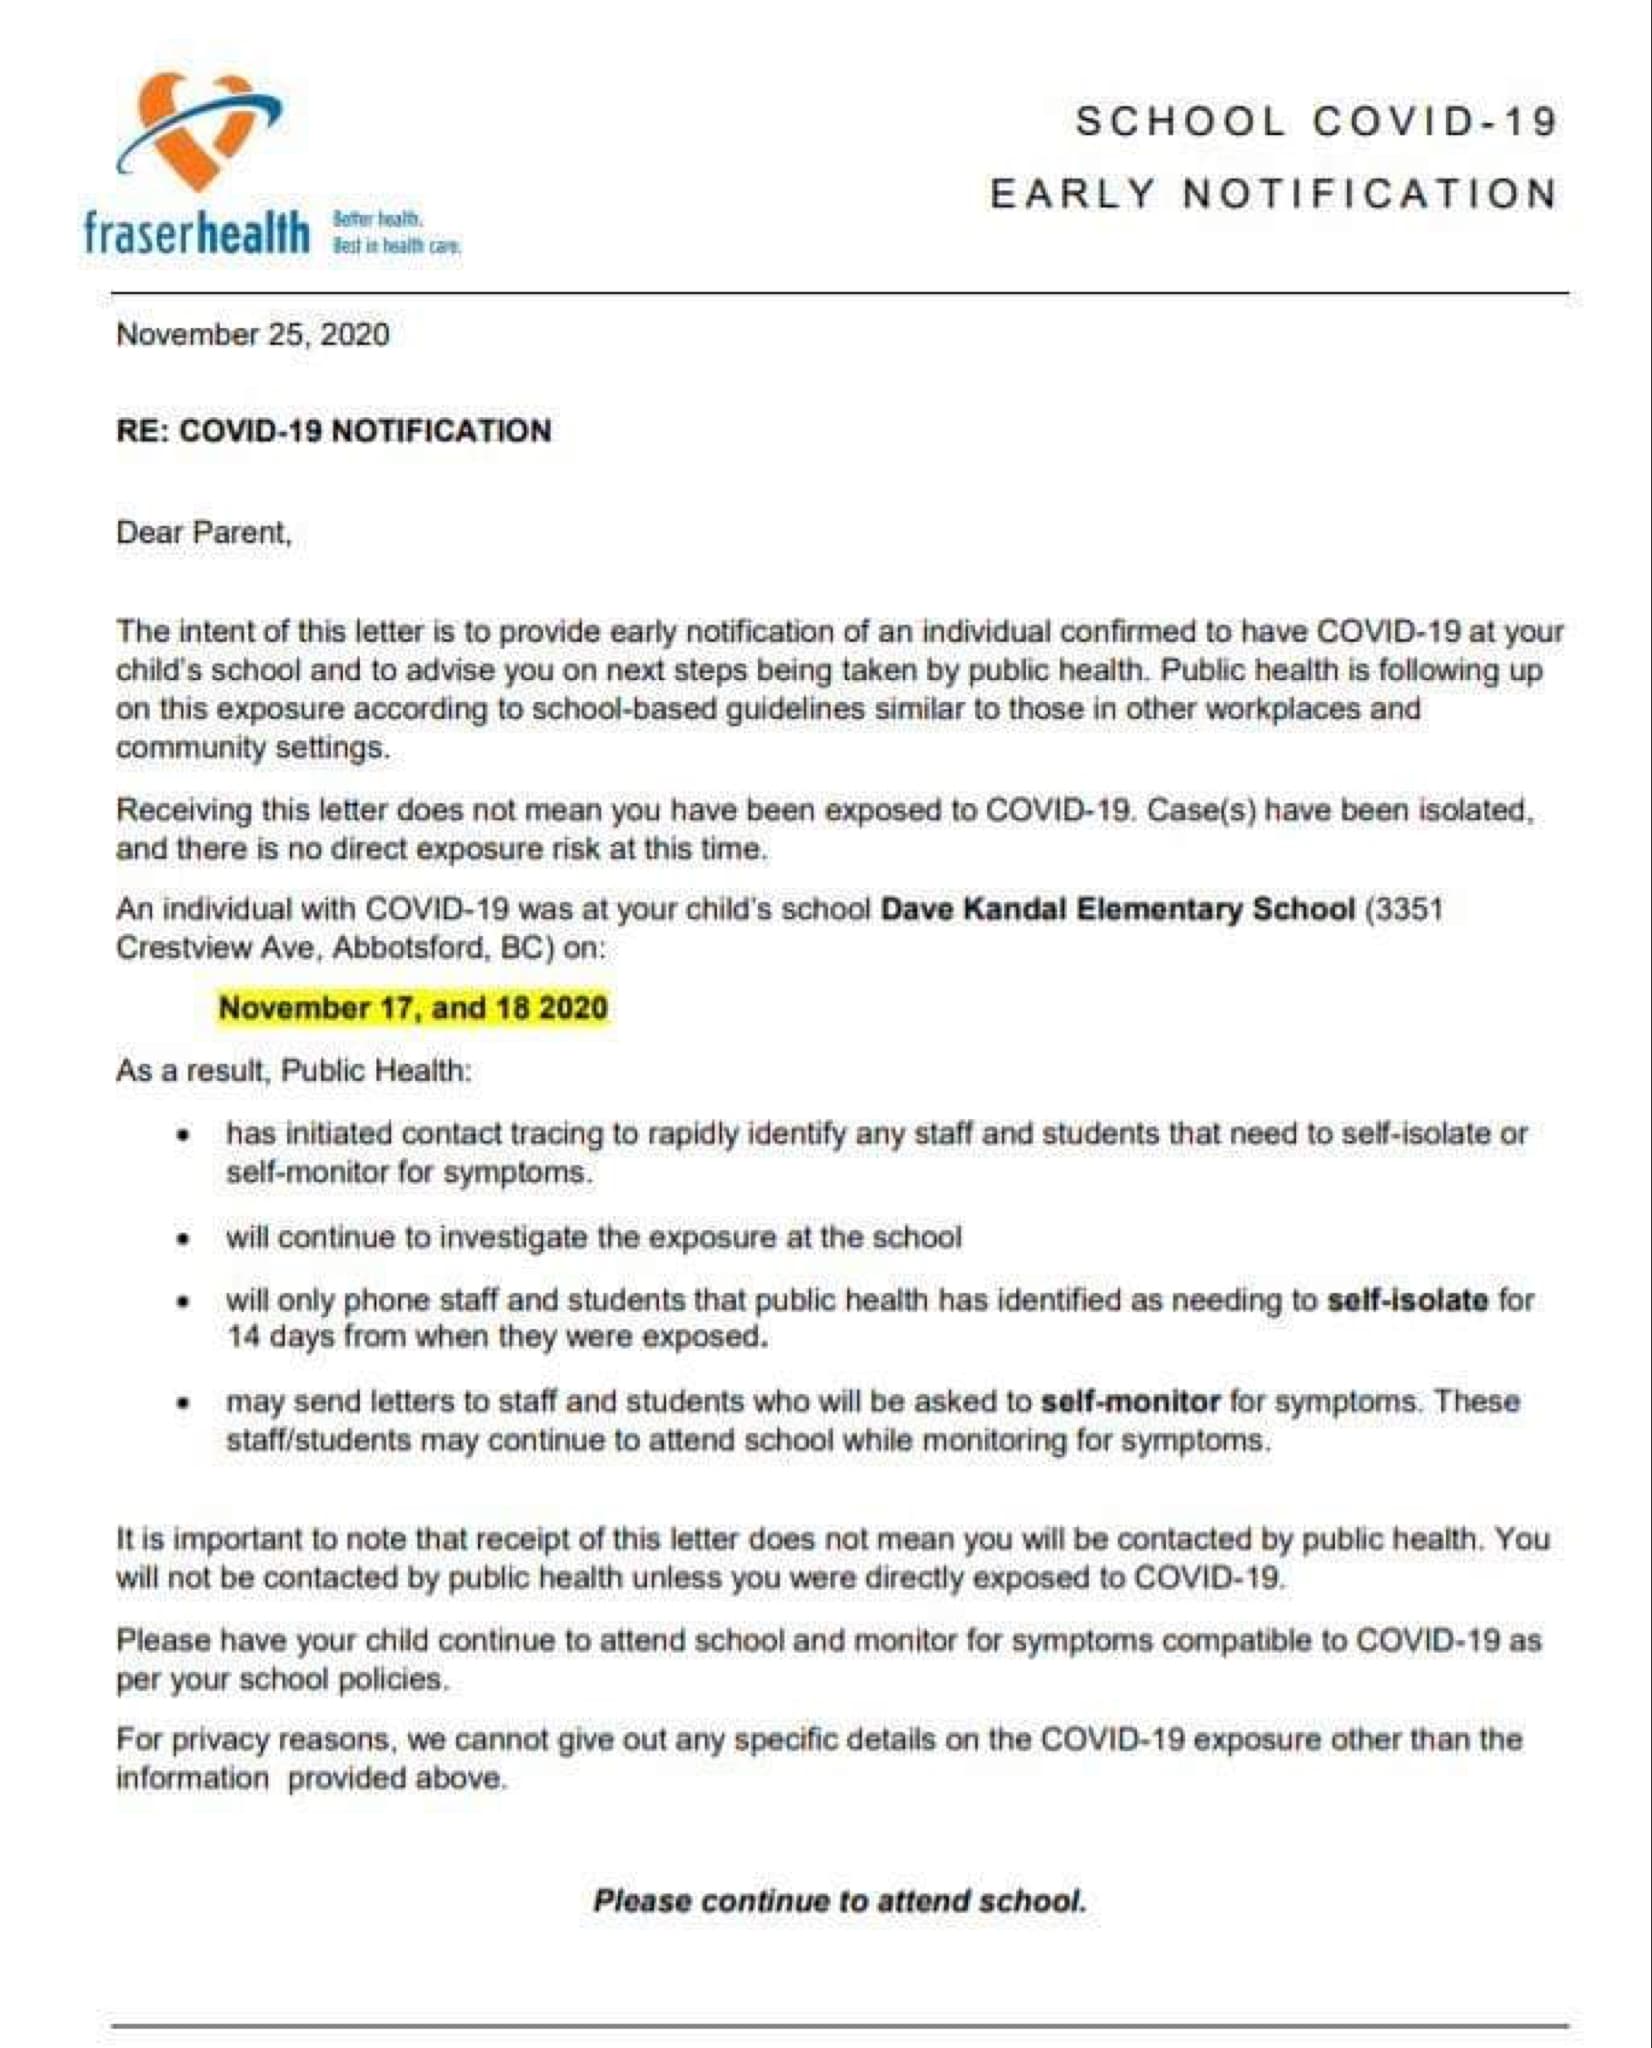 fraserhealth
Better health.
Best in health care.
SCHOOL COVID-19
EARLY NOTIFICATION
November 25, 2020
RE: COVID-19 NOTIFICATION
Dear Parent,
The intent of this letter is to provide early notification of an individual confirmed to have COVID-19 at your
child's school and to advise you on next steps being taken by public health. Public health is following up
on this exposure according to school-based guidelines similar to those in other workplaces and
community settings.
Receiving this letter does not mean you have been exposed to COVID-19. Case(s) have been isolated,
and there is no direct exposure risk at this time.
An individual with COVID-19 was at your child's school Dave Kandal Elementary School (3351
Crestview Ave, Abbotsford, BC) on:
November 17, and 18 2020
As a result, Public Health:
• has initiated contact tracing to rapidly identify any staff and students that need to self-isolate or
self-monitor for symptoms.
• will continue to investigate the exposure at the school
• will only phone staff and students that public health has identified as needing to self-isolate for
14 days from when they were exposed.
• may send letters to staff and students who will be asked to self-monitor for symptoms. These
staff/students may continue to attend school while monitoring for symptoms.
It is important to note that receipt of this letter does not mean you will be contacted by public health. You
will not be contacted by public health unless you were directly exposed to COVID-19.
Please have your child continue to attend school and monitor for symptoms compatible to COVID-19 as
per your school policies.
For privacy reasons, we cannot give out any specific details on the COVID-19 exposure other than the
information provided above.
Please continue to attend school.